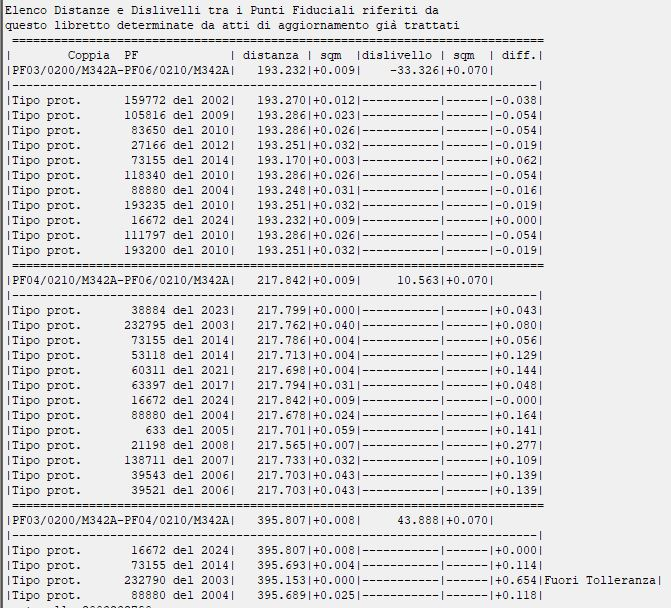 Elenco Distanze e Dislivelli tra i Punti Fiduciali riferiti da
questo libretto determinate da atti di aggiornamento già trattati
================================================================================
|        Coppia  PF              | distanza | sqm  |dislivello | sqm  | diff.|
|PF03/0200/M342A-PF06/0210/M342A|   193.232|+0.009|    -33.326|+0.070|
|------------------------------------------------------------------------------|
|Tipo prot.      159772 del 2002|   193.270|+0.012|-----------|------|-0.038|
|Tipo prot.      105816 del 2009|   193.286|+0.023|-----------|------|-0.054|
|Tipo prot.       83650 del 2010|   193.286|+0.026|-----------|------|-0.054|
|Tipo prot.       27166 del 2012|   193.251|+0.032|-----------|------|-0.019|
|Tipo prot.       73155 del 2014|   193.170|+0.003|-----------|------|+0.062|
|Tipo prot.      118340 del 2010|   193.286|+0.026|-----------|------|-0.054|
|Tipo prot.       88880 del 2004|   193.248|+0.031|-----------|------|-0.016|
|Tipo prot.      193235 del 2010|   193.251|+0.032|-----------|------|-0.019|
|Tipo prot.       16672 del 2024|   193.232|+0.009|-----------|------|+0.000|
|Tipo prot.      111797 del 2010|   193.286|+0.026|-----------|------|-0.054|
|Tipo prot.      193200 del 2010|   193.251|+0.032|-----------|------|-0.019|
================================================================================
|PF04/0210/M342A-PF06/0210/M342A|   217.842|+0.009|     10.563|+0.070|
|------------------------------------------------------------------------------|
|Tipo prot.       38884 del 2023|   217.799|+0.000|-----------|------|+0.043|
|Tipo prot.      232795 del 2003|   217.762|+0.040|-----------|------|+0.080|
|Tipo prot.       73155 del 2014|   217.786|+0.004|-----------|------|+0.056|
|Tipo prot.       53118 del 2014|   217.713|+0.004|-----------|------|+0.129|
|Tipo prot.       60311 del 2021|   217.698|+0.004|-----------|------|+0.144|
|Tipo prot.       63397 del 2017|   217.794|+0.031|-----------|------|+0.048|
|Tipo prot.       16672 del 2024|   217.842|+0.009|-----------|------|-0.000|
|Tipo prot.       88880 del 2004|   217.678|+0.024|-----------|------|+0.164|
|Tipo prot.         633 del 2005|   217.701|+0.059|-----------|------|+0.141|
|Tipo prot.       21198 del 2008|   217.565|+0.007|-----------|------|+0.277|
|Tipo prot.      138711 del 2007|   217.733|+0.032|-----------|------|+0.109|
|Tipo prot.       39543 del 2006|   217.703|+0.043|-----------|------|+0.139|
|Tipo prot.       39521 del 2006|   217.703|+0.043|-----------|------|+0.139|
================================================================================
|PF03/0200/M342A-PF04/0210/M342A|   395.807|+0.008|     43.888|+0.070|
|------------------------------------------------------------------------------|
|Tipo prot.       16672 del 2024|   395.807|+0.008|-----------|------|+0.000|
|Tipo prot.       73155 del 2014|   395.693|+0.004|-----------|------|+0.114|
|Tipo prot.      232790 del 2003|   395.153|+0.000|-----------|------|+0.654|Fuori Tolleranza|
|Tipo prot.       88880 del 2004|   395.689|+0.025|-----------|------|+0.118|